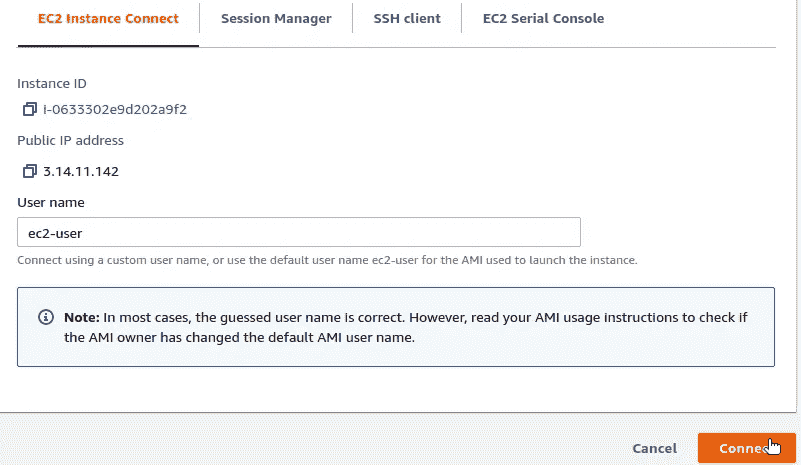 EC2 Instance Connect Session Manager SSH client EC2 Serial Console
Instance ID
i-0633302e9d202a9f2
Public IP address
3.14.11.142
User name
ec2-user
Connect using a custom user name, or use the default user name ec2-user for the AMI used to launch the instance.
Note: In most cases, the guessed user name is correct. However, read your AMI usage instructions to check if
the AMI owner has changed the default AMI user name.
Cancel Connect